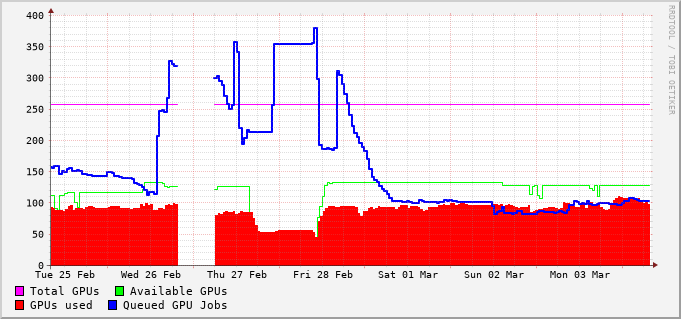 400
350
300
250
200
150
100
50
0
Tue 25 Feb Wed 26 Feb Thu 27 Feb Fri 28 Feb Sat 01 Mar Sun 02 Mar Mon 03 Mar
Total GPUs Available GPUs
GPUs used Queued GPU Jobs
RRDTOOL / TOBI OETIKER